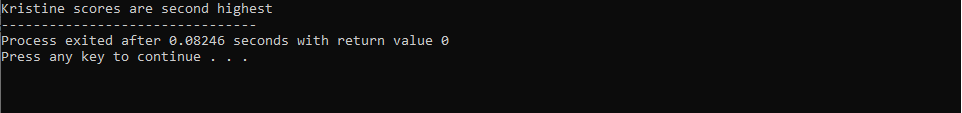 Kristine scores are second highest
--------------------------------
Process exited after 0.08246 seconds with return value 0
Press any key to continue . . .